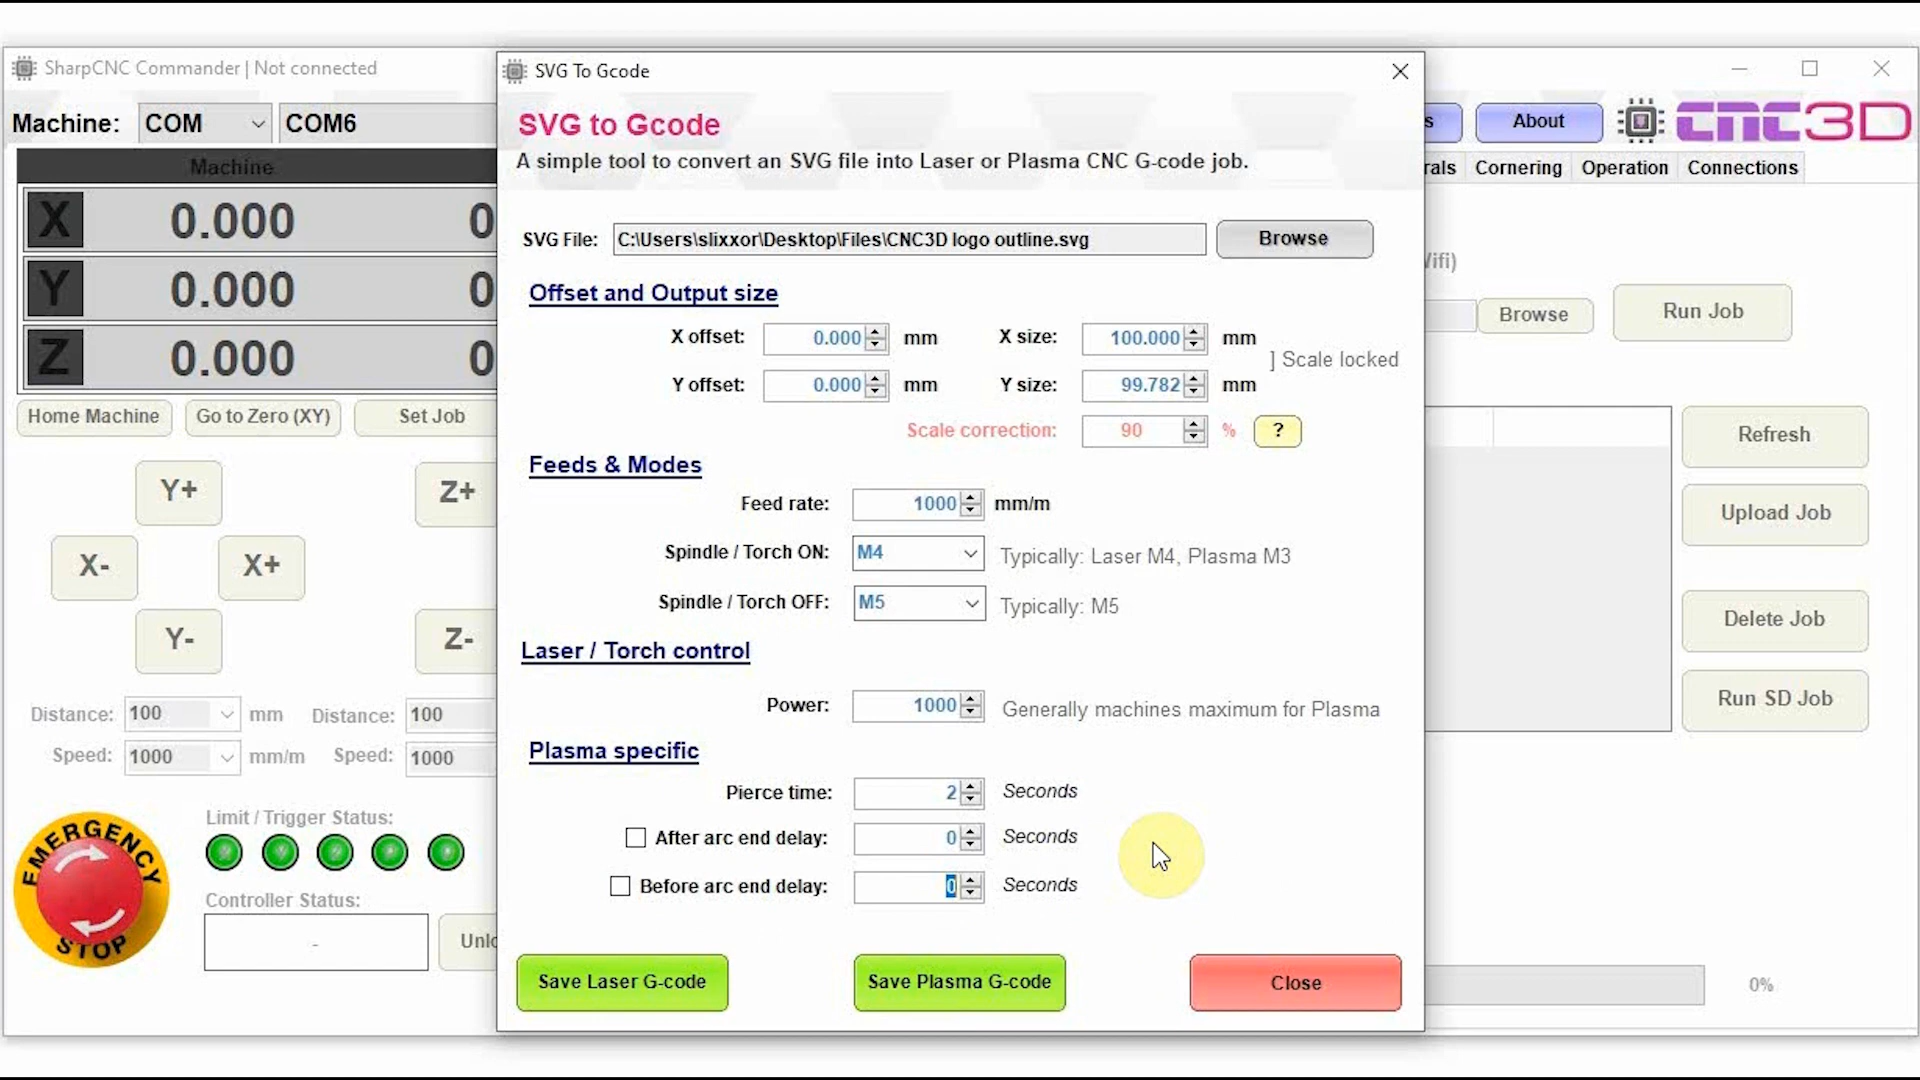 SharpCNC Commander | Not connected
SVG To Gcode
Machine: COM COM6
About
CNC3D
SVG to Gcode
A simple tool to convert an SVG file into Laser or Plasma CNC G-code job.
Machine
Cornering Operation Connections
X 0.000 0
Y 0.000 0
Z 0.000 0
SVG File: C:\Users\slixxor\Desktop\Files\CNC3D logo outline.svg Browse
Offset and Output size
X offset: 0.000 mm X size: 100.000 mm
] Scale locked
Y offset: 0.000 mm Y size: 99.782 mm
Scale correction: 90 % ?
Browse Run Job
Home Machine Go to Zero (XY) Set Job
Feeds & Modes
Feed rate: 1000 mm/m
Spindle / Torch ON: M4 Typically: Laser M4, Plasma M3
Spindle / Torch OFF: M5 Typically: M5
Y+ Z+
X- X+
Y- Z-
Refresh
Upload Job
Delete Job
Run SD Job
Laser / Torch control
Power: 1000 Generally machines maximum for Plasma
Distance: 100 mm Distance: 100
Speed: 1000 mm/m Speed: 1000
Plasma specific
Pierce time: 2 Seconds
After arc end delay: 0 Seconds
Before arc end delay: 0 Seconds
EMERGENCY
STOP
Limit / Trigger Status:
Controller Status:
-
Save Laser G-code Save Plasma G-code Close
0%